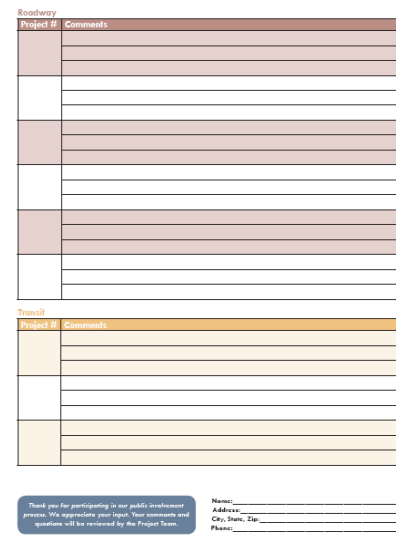 Roadway
Project # Comments
Transit
Project # Comments
Thank you for participating in our public involvement
process. We appreciate your input. Your comments and
questions will be reviewed by the Project Team.
Name:
Address:
City, State, Zip:
Phone: